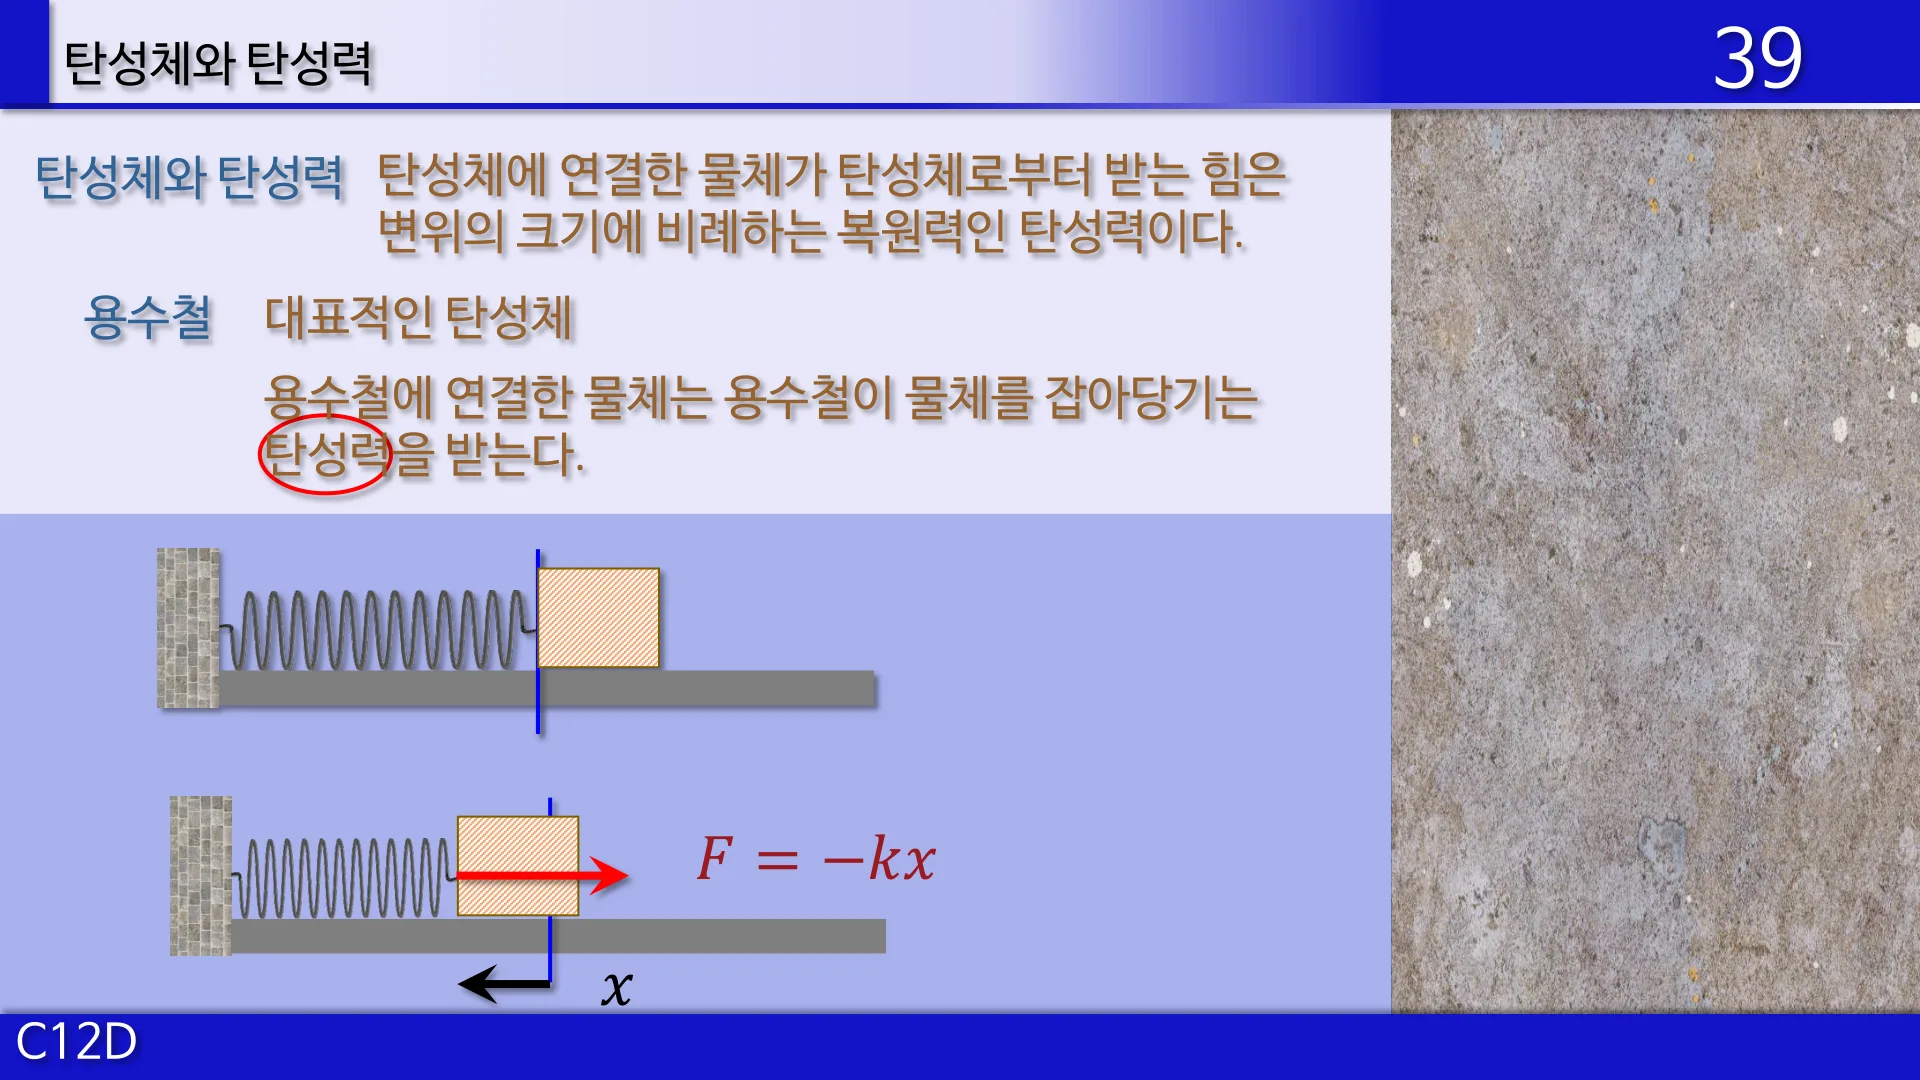 탄성체와 탄성력
39
탄성체와 탄성력
탄성체에 연결한 물체가 탄성체로부터 받는 힘은
변위의 크기에 비례하는 복원력인 탄성력이다.
용수철
대표적인 탄성체
용수철에 연결한 물체는 용수철이 물체를 잡아당기는
탄성력을 받는다.
F = −kx
x
C12D